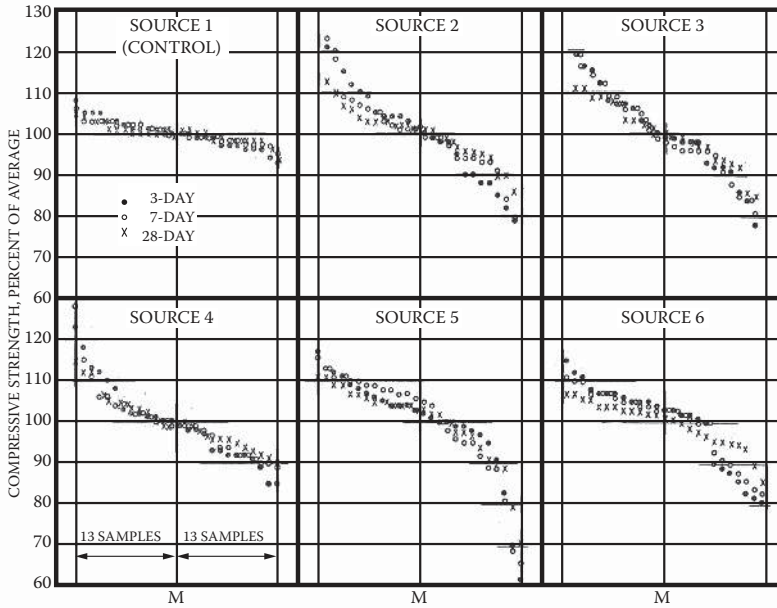 130
120
110
100
90
80
70
60
120
110
100
90
80
70
60
COMPRESSIVE STRENGTH, PERCENT OF AVERAGE
SOURCE 1
(CONTROL)
SOURCE 2
SOURCE 3
3-DAY
7-DAY
x 28-DAY
SOURCE 4
SOURCE 5
SOURCE 6
13 SAMPLES
13 SAMPLES
M
M
M